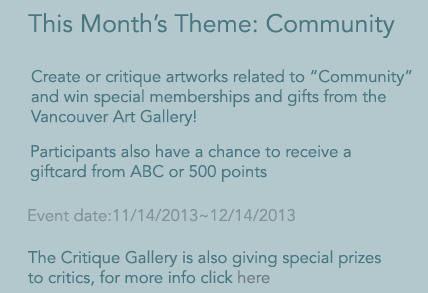 This Month's Theme: Community
Create or critique artworks related to "Community"
and win special memberships and gifts from the
Vancouver Art Gallery!
Participants also have a chance to receive a
giftcard from ABC or 500 points
Event date:11/14/2013~12/14/2013
The Critique Gallery is also giving special prizes
to critics, for more info click here